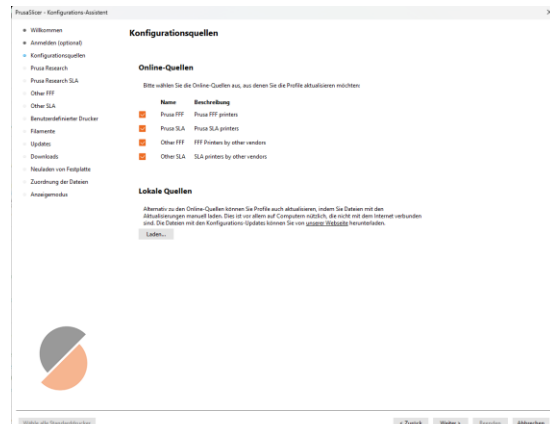 PrusaSlicer - Konfigurations-Assistent
Willkommen
Anmelden (optional)
Konfigurationsquellen
Prusa Research
Prusa Research SLA
Other FFF
Other SLA
Benutzerdefinierter Drucker
Filamente
Updates
Downloads
Neuladen von Festplatte
Zuordnung der Dateien
Anzeigemodus
Konfigurationsquellen
Online-Quellen
Bitte wählen Sie die Online-Quellen aus, aus denen Sie die Profile aktualisieren möchten:
Name Beschreibung
Prusa FFF Prusa FFF printers
Prusa SLA Prusa SLA printers
Other FFF FFF Printers by other vendors
Other SLA SLA printers by other vendors
Lokale Quellen
Alternativ zu den Online-Quellen können Sie Profile auch aktualisieren, indem Sie Dateien mit den
Aktualisierungen manuell laden. Dies ist vor allem auf Computern nützlich, die nicht mit dem Internet verbunden
sind. Die Dateien mit den Konfigurations-Updates können Sie von unserer Webseite herunterladen.
Laden...
Wähle alle Standarddrucker
< Zurück Weiter > Beenden Abbrechen